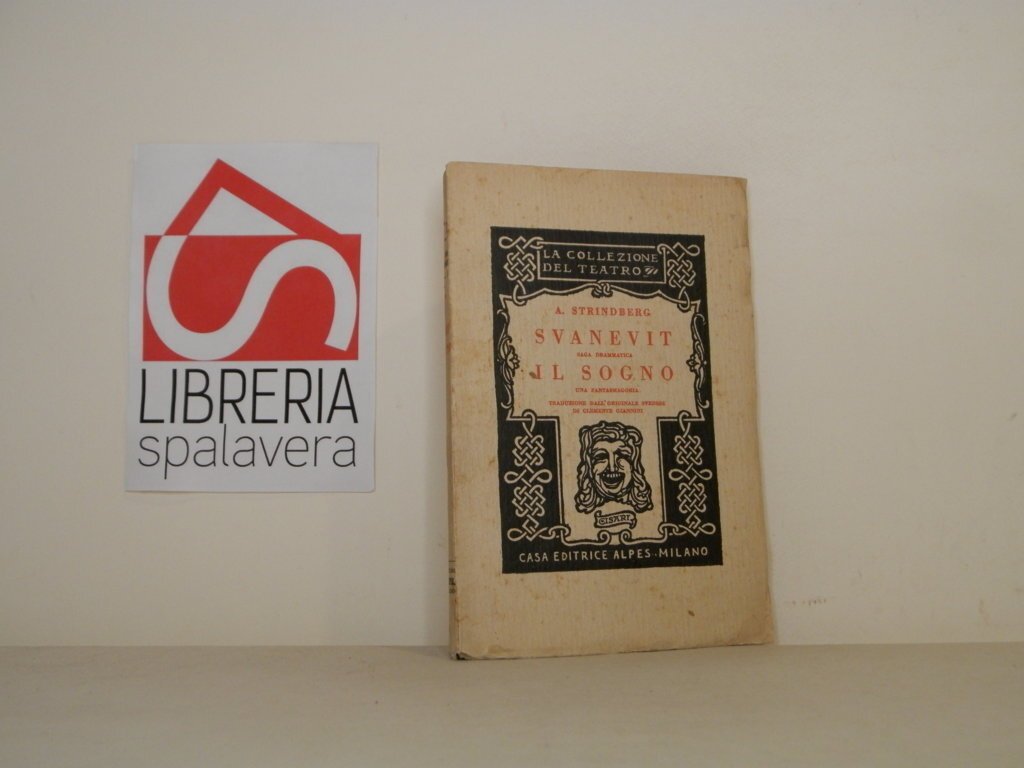 LIBRERIA
spalavera
LA COLLEZIONE
DEL TEATRO
A. STRINDBERG
SVANEVIT
SAGA DRAMMATICA
IL SOGNO
UNA FANTASMAGORIA.
TRADUZIONE DALL'ORIGINALE SVEDESE
DI CLEMENTE GIANNINI
CISARI
CASA EDITRICE ALPES - MILANO